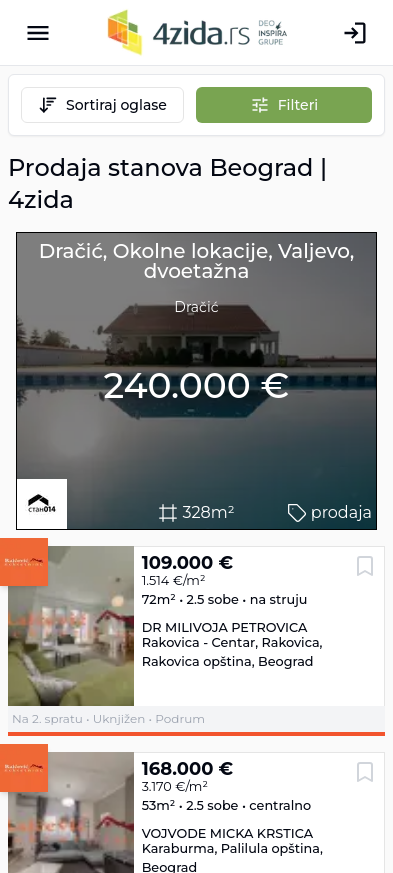 4zida.rs DEO INSPIRA GRUPE
Sortiraj oglase
Filteri
Prodaja stanova Beograd |
4zida
Dračić, Okolne lokacije, Valjevo,
dvoetažna
Dračić
240.000 €
стан014
328m²
prodaja
109.000 €
1.514 €/m²
72m² • 2.5 sobe • na struju
DR MILIVOJA PETROVICA
Rakovica - Centar, Rakovica,
Rakovica opština, Beograd
Na 2. spratu • Uknjižen • Podrum
168.000 €
3.170 €/m²
53m² • 2.5 sobe • centralno
VOJVODE MICKA KRSTICA
Karaburma, Palilula opština,
Beograd